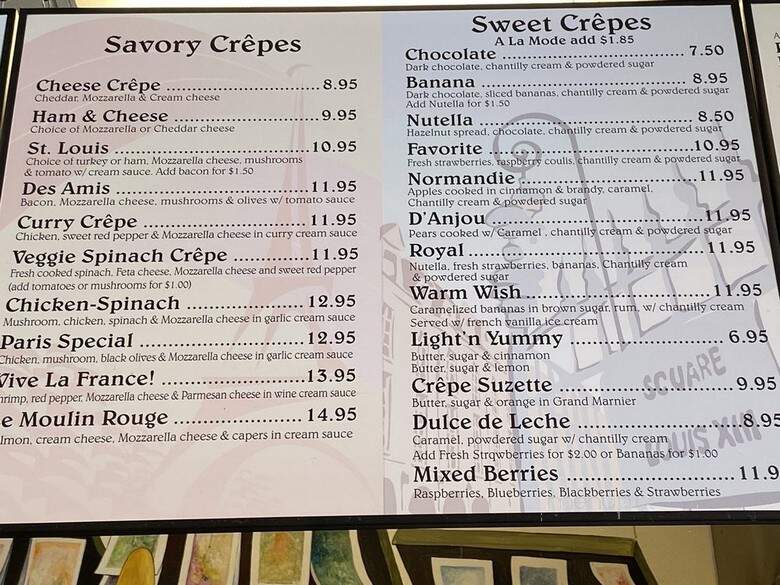 Savory Crêpes
Cheese Crêpe ..............................8.95
Cheddar, Mozzarella & Cream cheese
Ham & Cheese ............................9.95
Choice of Mozzarella or Cheddar cheese
St. Louis ......................................10.95
Choice of turkey or ham, Mozzarella cheese, mushrooms
& tomato w/ cream sauce. Add bacon for $1.50
Des Amis ....................................11.95
Bacon, Mozzarella cheese, mushrooms & olives w/ tomato sauce
Curry Crêpe ................................ 11.95
Chicken, sweet red pepper & Mozzarella cheese in curry cream sauce
Veggie Spinach Crêpe .................11.95
Fresh cooked spinach, Feta cheese, Mozzarella cheese and sweet red pepper
(add tomatoes or mushrooms for $1.00)
Chicken-Spinach ........................ 12.95
Mushroom, chicken, spinach & Mozzarella cheese in garlic cream sauce
Paris Special ................................12.95
Chicken, mushroom, black olives & Mozzarella cheese in garlic cream sauce
Vive La France! ............................13.95
hrimp, red pepper, Mozzarella cheese & Parmesan cheese in wine cream sauce
e Moulin Rouge ......................... 14.95
lmon, cream cheese, Mozzarella cheese & capers in cream sauce
Sweet Crêpes
A La Mode add $1.85
Chocolate ...................................... 7.50
Dark chocolate, chantilly cream & powdered sugar
Banana .......................................... 8.95
Dark chocolate, sliced bananas, chantilly cream & powdered sugar
Add Nutella for $1.50
Nutella ............................................ 8.50
Hazelnut spread, chocolate, chantilly cream & powdered sugar
Favorite .........................................10.95
Fresh strawberries, raspberry coulis, chantilly cream & powdered sugar
Normandie .....................................11.95
Apples cooked in cinnamon & brandy, caramel,
Chantilly cream & powdered sugar
D'Anjou..........................................11.95
Pears cooked w/ Caramel , chantilly cream & powdered sugar
Royal ............................................. 11.95
Nutella, fresh strawberries, bananas, Chantilly cream
& powdered sugar
Warm Wish ....................................11.95
Caramelized bananas in brown sugar, rum, w/ chantilly cream
Served w/ french vanilla ice cream
Light'n Yummy ............................... 6.95
Butter, sugar & cinnamon
Butter, sugar & lemon
Crêpe Suzette ................................ 9.95
Butter, sugar & orange in Grand Marnier
Dulce de Leche ..............................8.95
Caramel, powdered sugar w/ chantilly cream
Add Fresh Strqwberries for $2.00 or Bananas for $1.00
Mixed Berries ................................ 11.9
Raspberries, Blueberries, Blackberries & Strawberries
SQUARE
LOUIS XIII